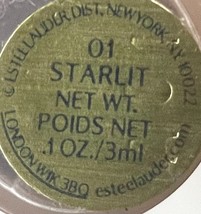 © ESTEE LAUDER DIST. NEW YORK, NY 10022
01
STARLIT
NET WT.
POIDS NET
.1 OZ./3ml
LONDON W1K 3BQ esteelauder.com